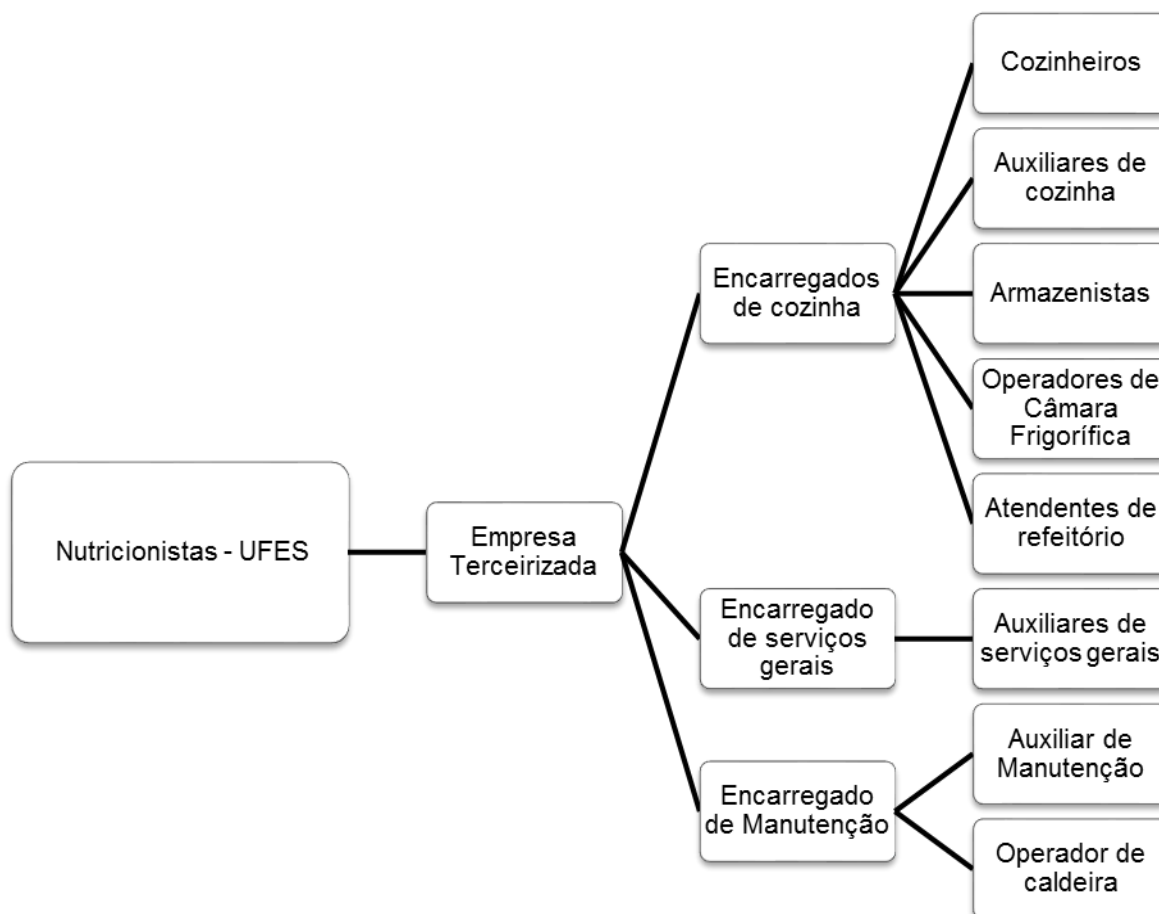 Nutricionistas - UFES
Empresa
Terceirizada
Encarregados
de cozinha
Cozinheiros
Auxiliares de
cozinha
Armazenistas
Operadores de
Câmara
Frigorífica
Atendentes de
refeitório
Encarregado
de serviços
gerais
Auxiliares de
serviços gerais
Encarregado
de Manutenção
Auxiliar de
Manutenção
Operador de
caldeira